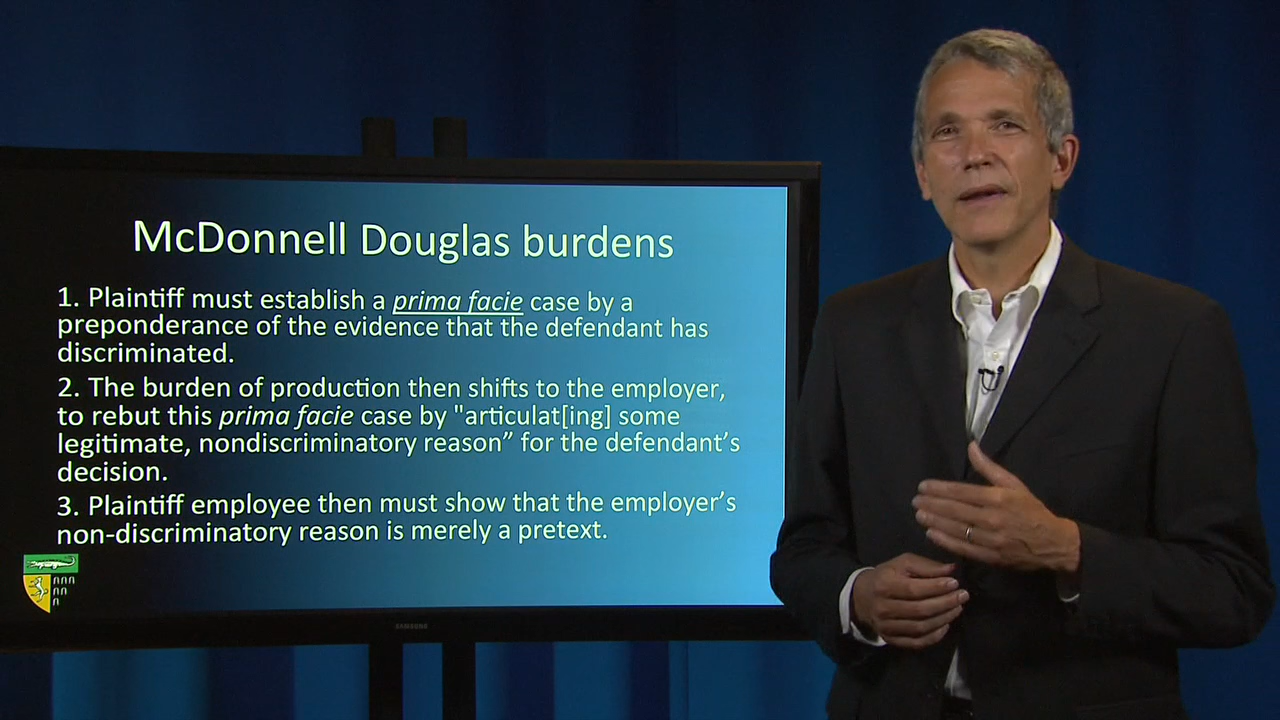 McDonnell Douglas burdens
1. Plaintiff must establish a prima facie case by a
preponderance of the evidence that the defendant has
discriminated.
2. The burden of production then shifts to the employer,
to rebut this prima facie case by "articulat[ing] some
legitimate, nondiscriminatory reason” for the defendant’s
decision.
3. Plaintiff employee then must show that the employer’s
non-discriminatory reason is merely a pretext.
SAMSUNG